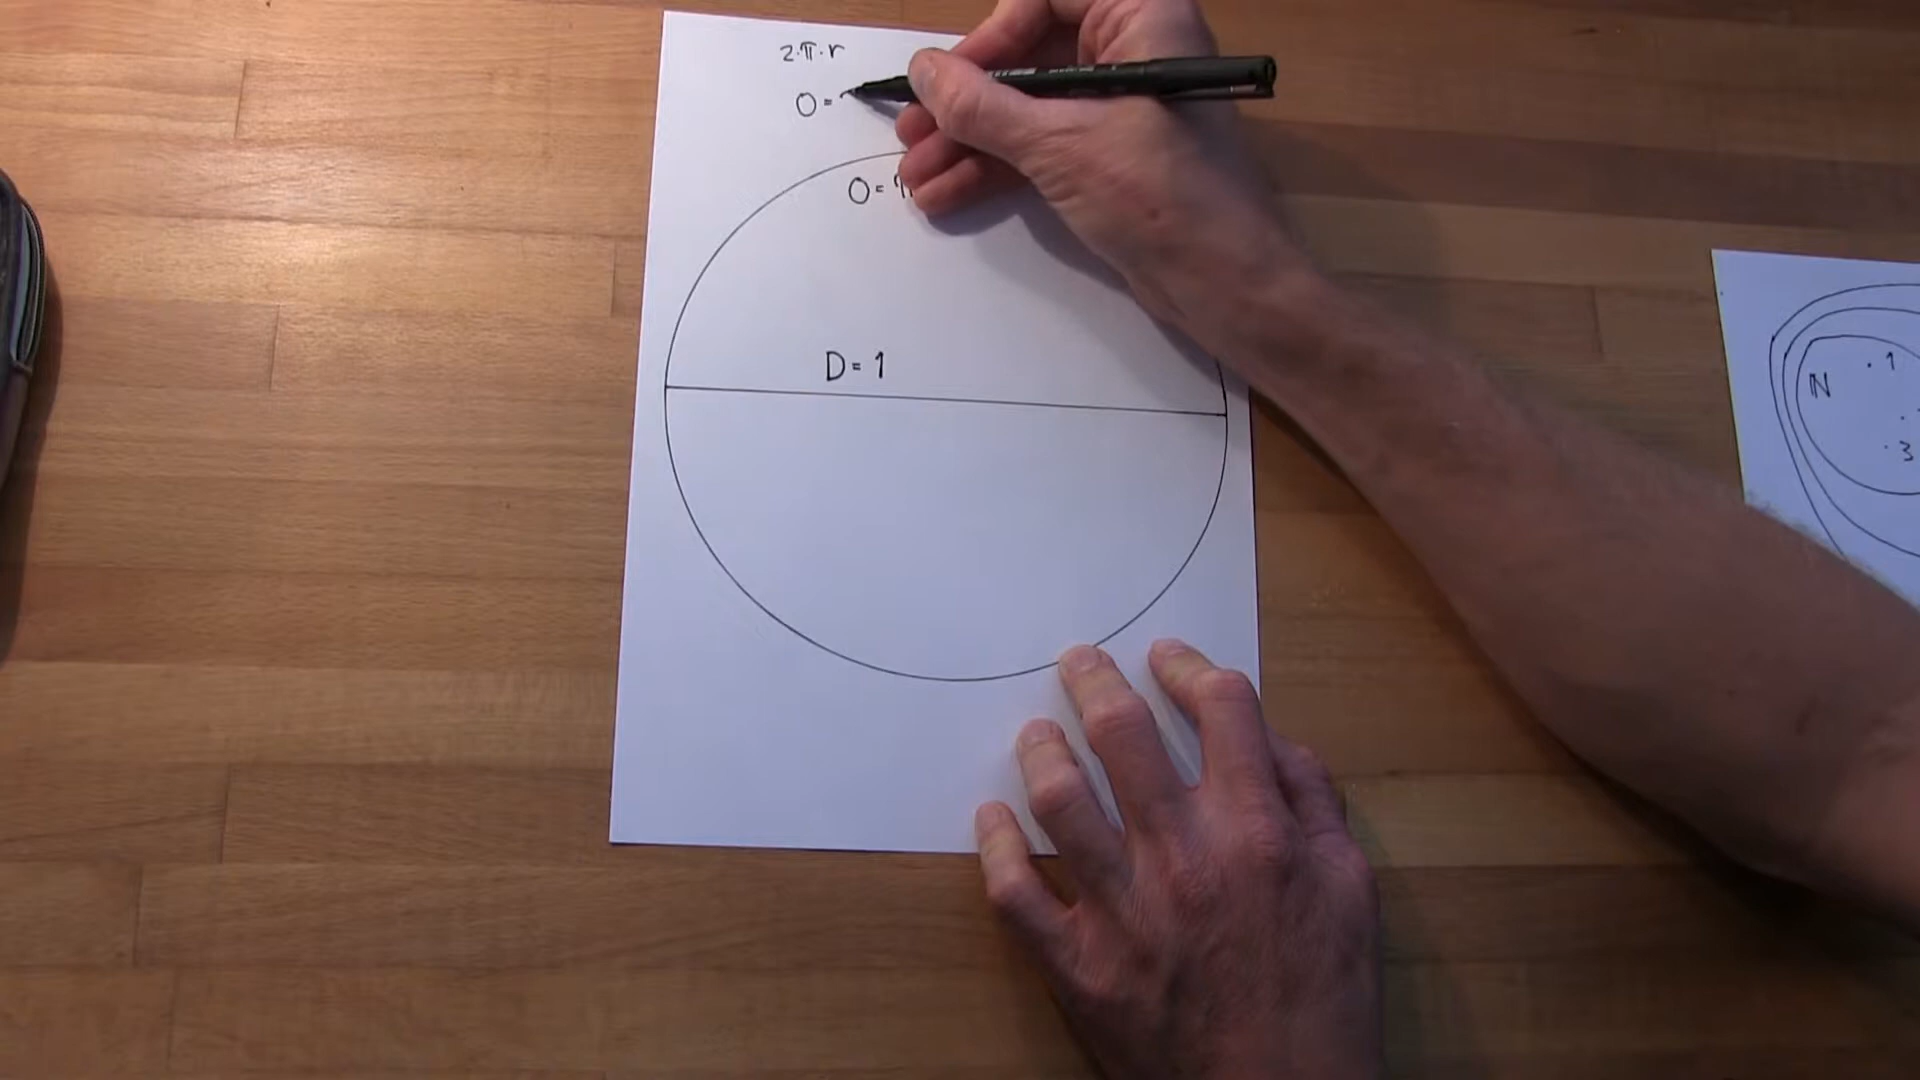 2·π·r
O =
O = π
D = 1
N
· 1
· 3